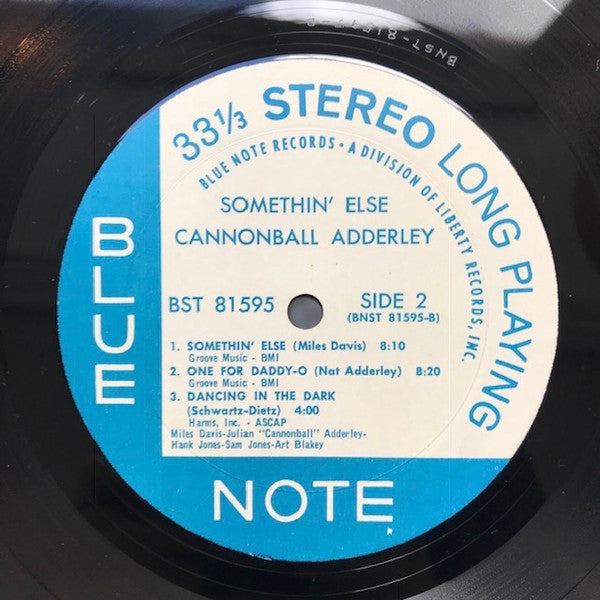 BNST-81595-B
33⅓ STEREO LONG PLAYING
BLUE NOTE RECORDS • A DIVISION OF LIBERTY RECORDS, INC.
SOMETHIN' ELSE
CANNONBALL ADDERLEY
BST 81595
SIDE 2
(BNST 81595-B)
1. SOMETHIN' ELSE (Miles Davis) 8:10
Groove Music - BMI
2. ONE FOR DADDY-O (Nat Adderley) 8:20
Groove Music - BMI
3. DANCING IN THE DARK
(Schwartz-Dietz) 4:00
Harms, Inc. - ASCAP
Miles Davis-Julian "Cannonball" Adderley-
Hank Jones-Sam Jones-Art Blakey
BLUE
NOTE
R